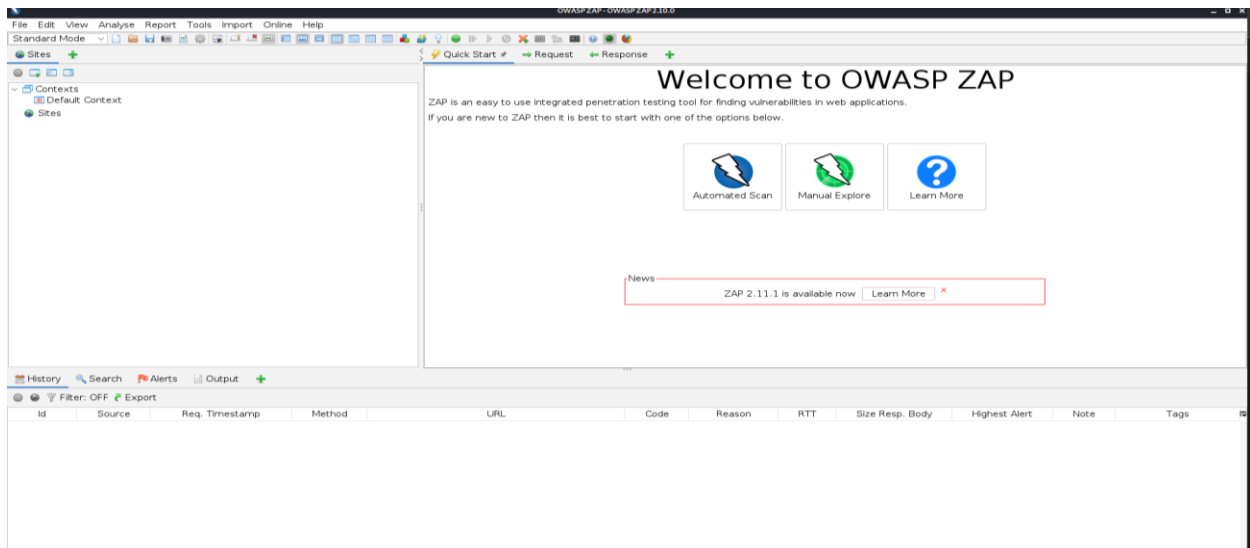 OWASP ZAP - OWASP ZAP 2.10.0
File Edit View Analyse Report Tools Import Online Help
Standard Mode
Sites
Quick Start Request Response
Contexts
Default Context
Sites
Welcome to OWASP ZAP
ZAP is an easy to use integrated penetration testing tool for finding vulnerabilities in web applications.
If you are new to ZAP then it is best to start with one of the options below.
Automated Scan Manual Explore Learn More
News
ZAP 2.11.1 is available now Learn More
History Search Alerts Output
Filter: OFF Export
Id Source Req. Timestamp Method URL Code Reason RTT Size Resp. Body Highest Alert Note Tags